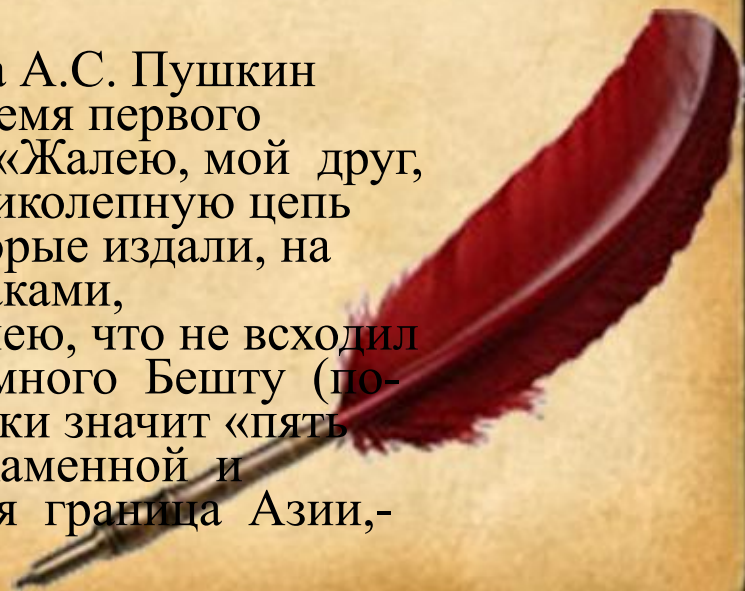 а А.С. Пушкин
емя первого
«Жалею, мой друг,
иколепную цепь
орые издали, на
аками,
ею, что не всходил
много Бешту (по-
ки значит «пять
аменной и
я граница Азии,-